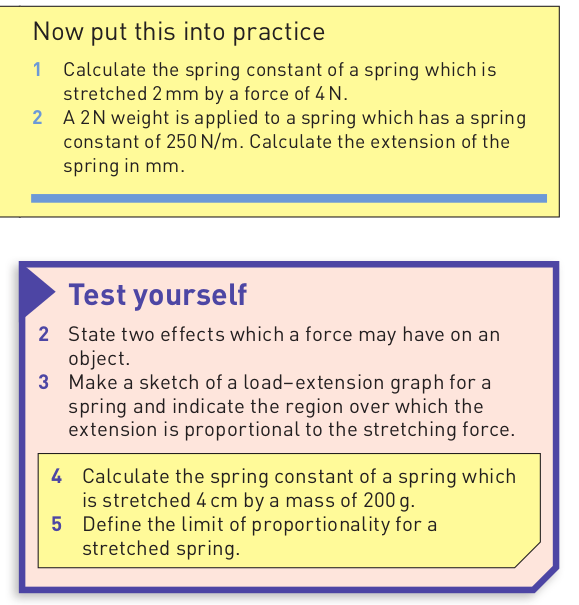 Now put this into practice
1 Calculate the spring constant of a spring which is
stretched 2 mm by a force of 4 N.
2 A 2 N weight is applied to a spring which has a spring
constant of 250 N/m. Calculate the extension of the
spring in mm.
Test yourself
2 State two effects which a force may have on an
object.
3 Make a sketch of a load–extension graph for a
spring and indicate the region over which the
extension is proportional to the stretching force.
4 Calculate the spring constant of a spring which
is stretched 4 cm by a mass of 200 g.
5 Define the limit of proportionality for a
stretched spring.